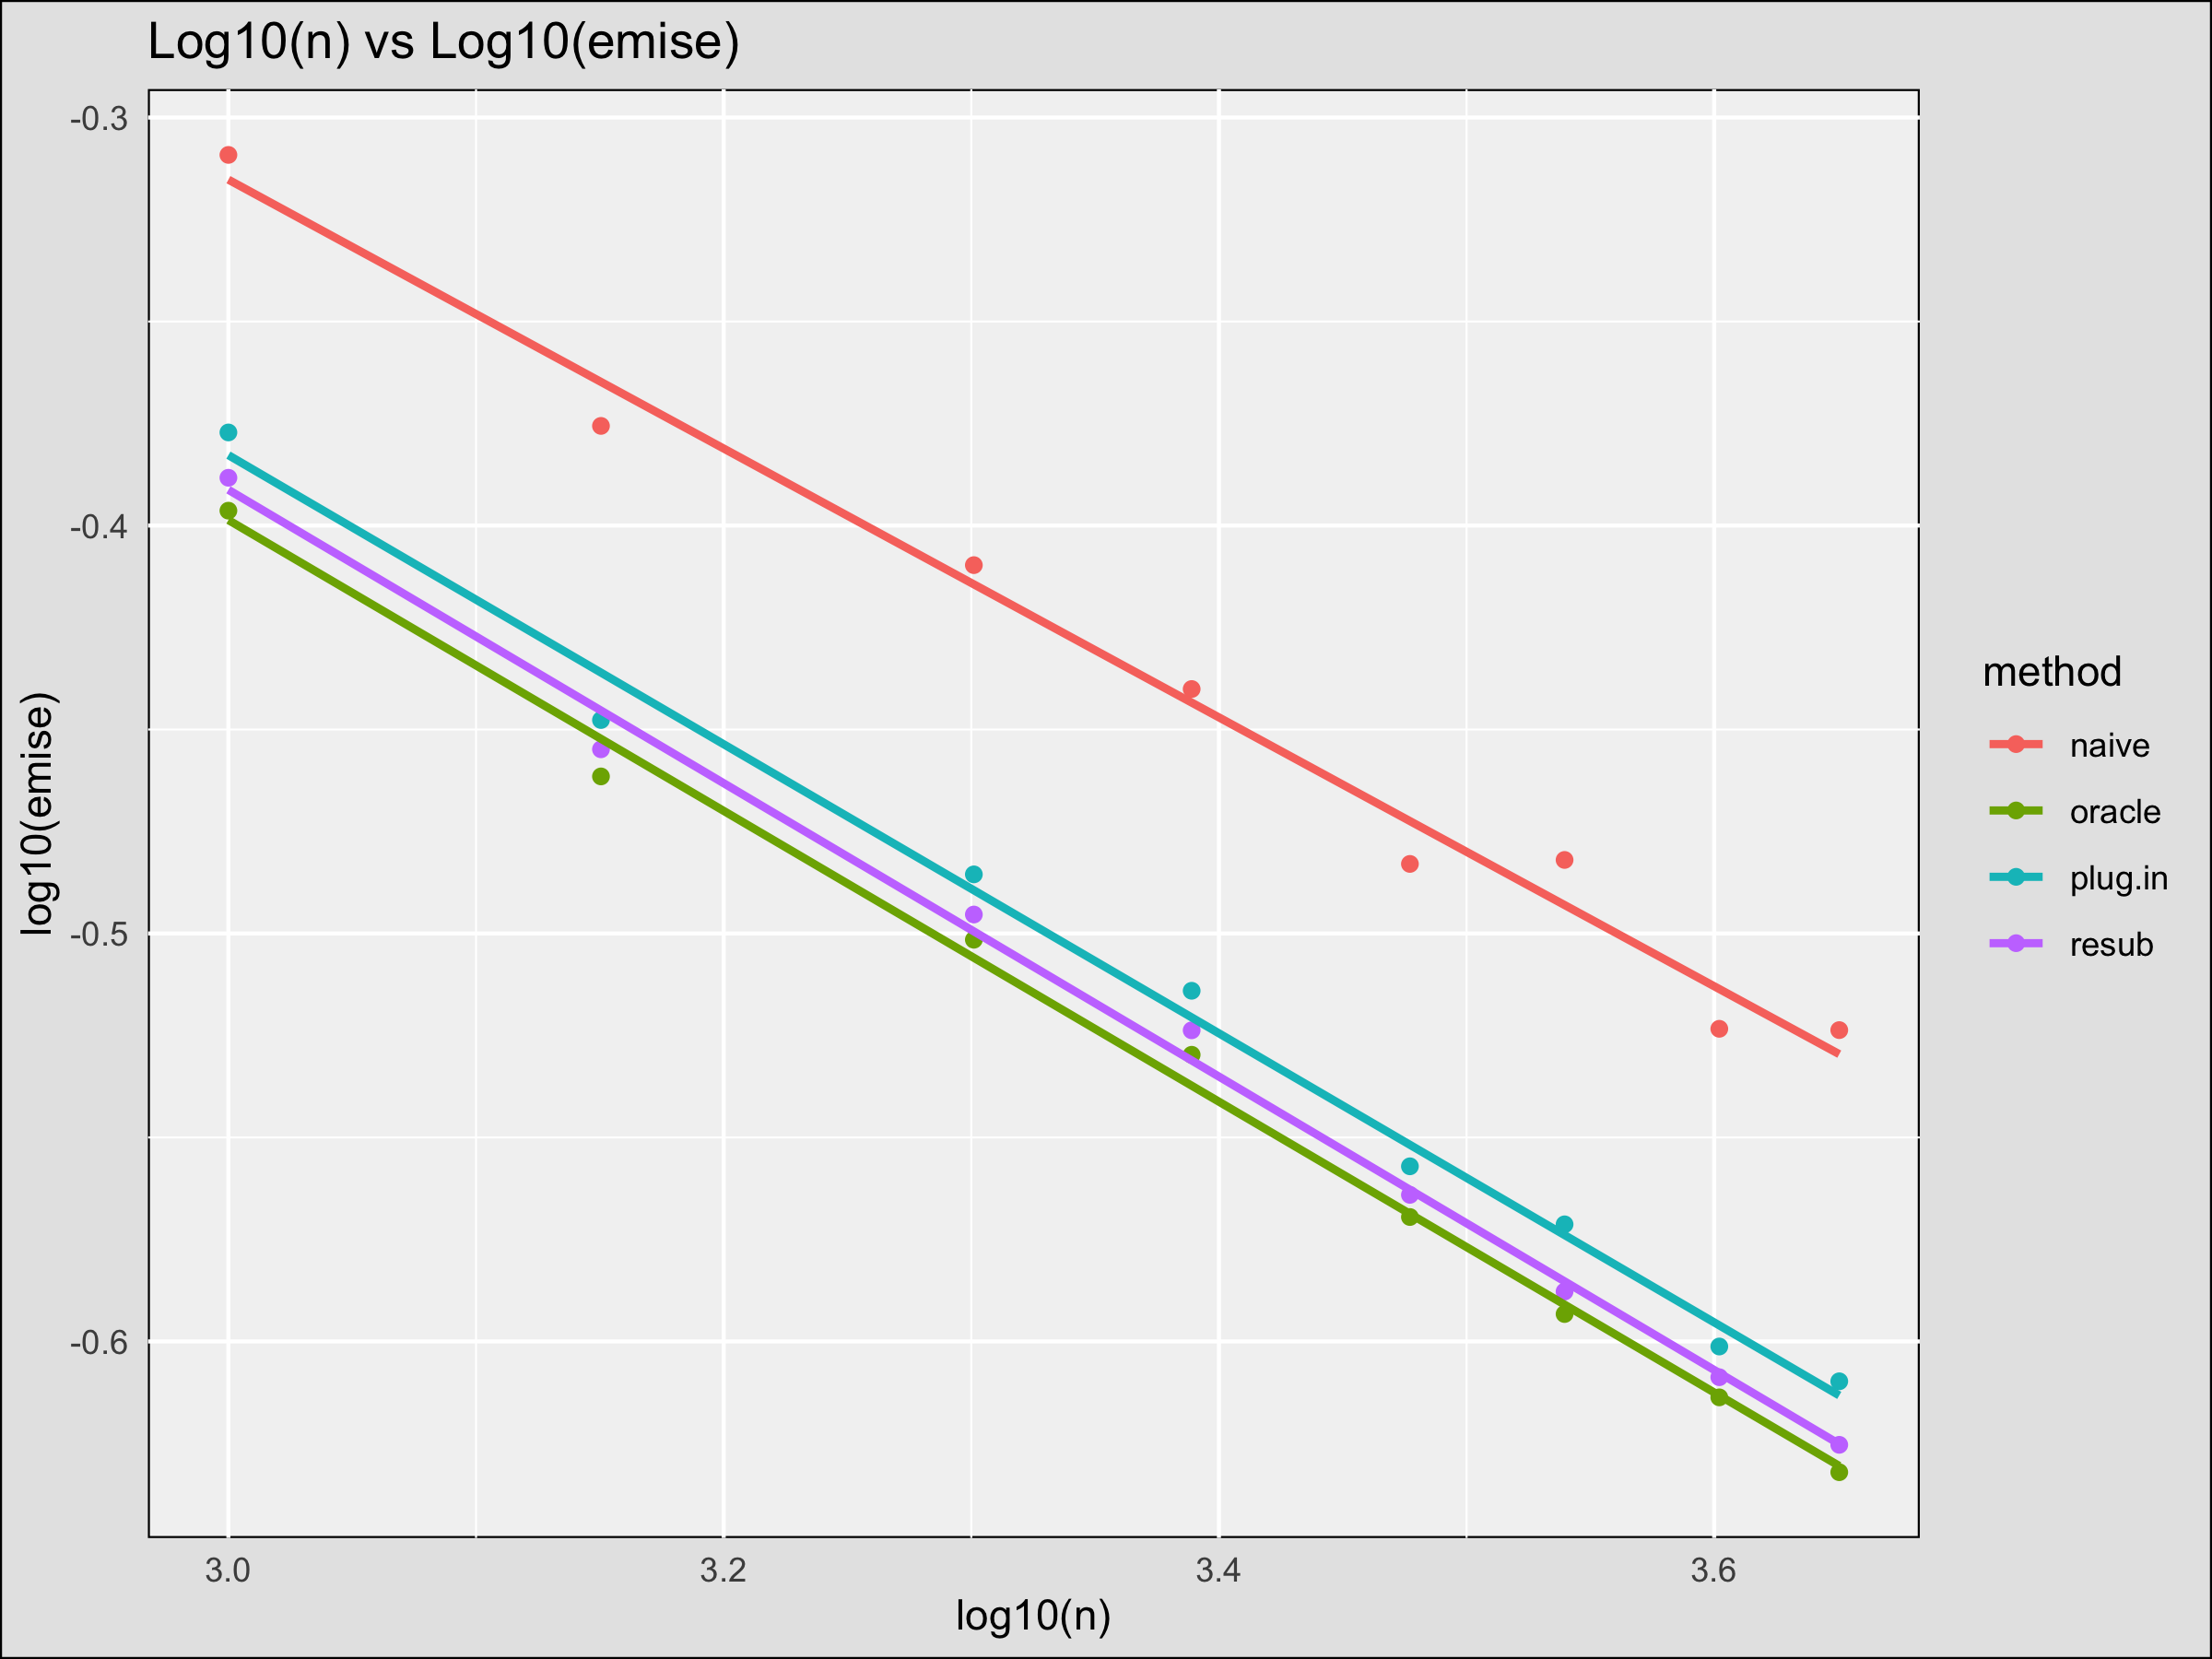 Log10(n) vs Log10(emise)
-0.3
-0.4
-0.5
-0.6
log10(emise)
3.0
3.2
3.4
3.6
log10(n)
method
naive
oracle
plug.in
resub